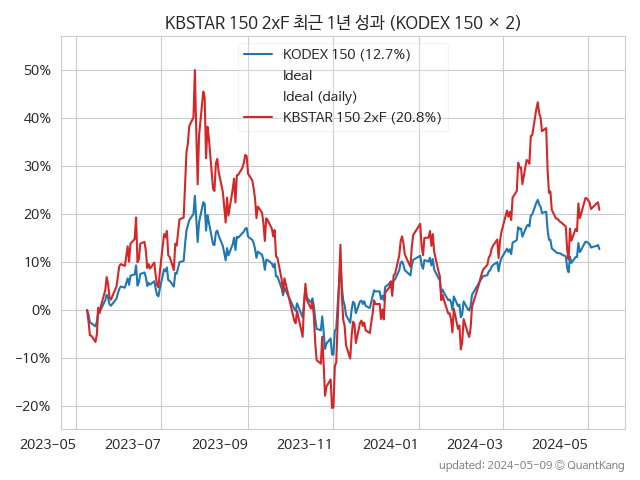 KBSTAR 150 2xF 최근 1년 성과 (KODEX 150 × 2)
KODEX 150 (12.7%)
Ideal
Ideal (daily)
KBSTAR 150 2xF (20.8%)
50%
40%
30%
20%
10%
0%
−10%
−20%
2023-05 2023-07 2023-09 2023-11 2024-01 2024-03 2024-05
updated: 2024-05-09 © QuantKang